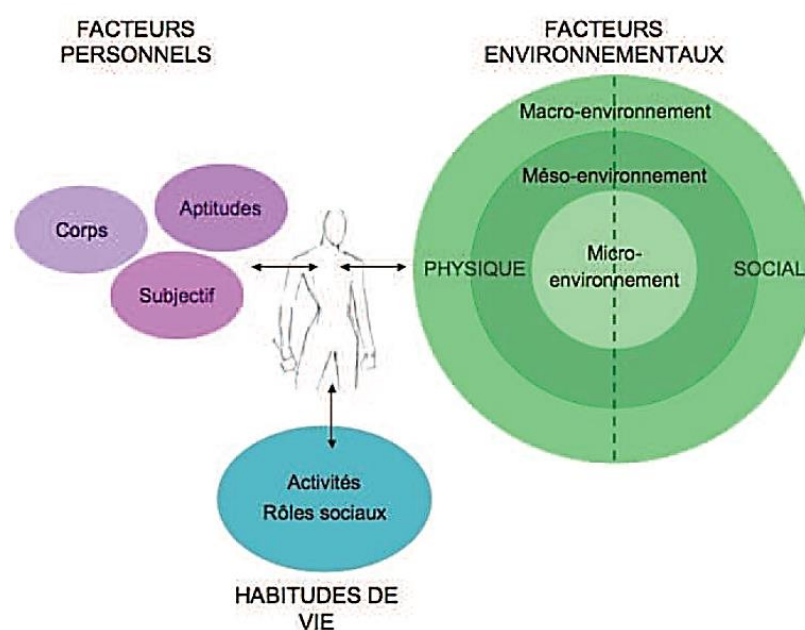 FACTEURS
PERSONNELS
FACTEURS
ENVIRONNEMENTAUX
Corps
Aptitudes
Subjectif
Macro-environnement
Méso-environnement
Micro-
environnement
PHYSIQUE
SOCIAL
Activités
Rôles sociaux
HABITUDES DE
VIE